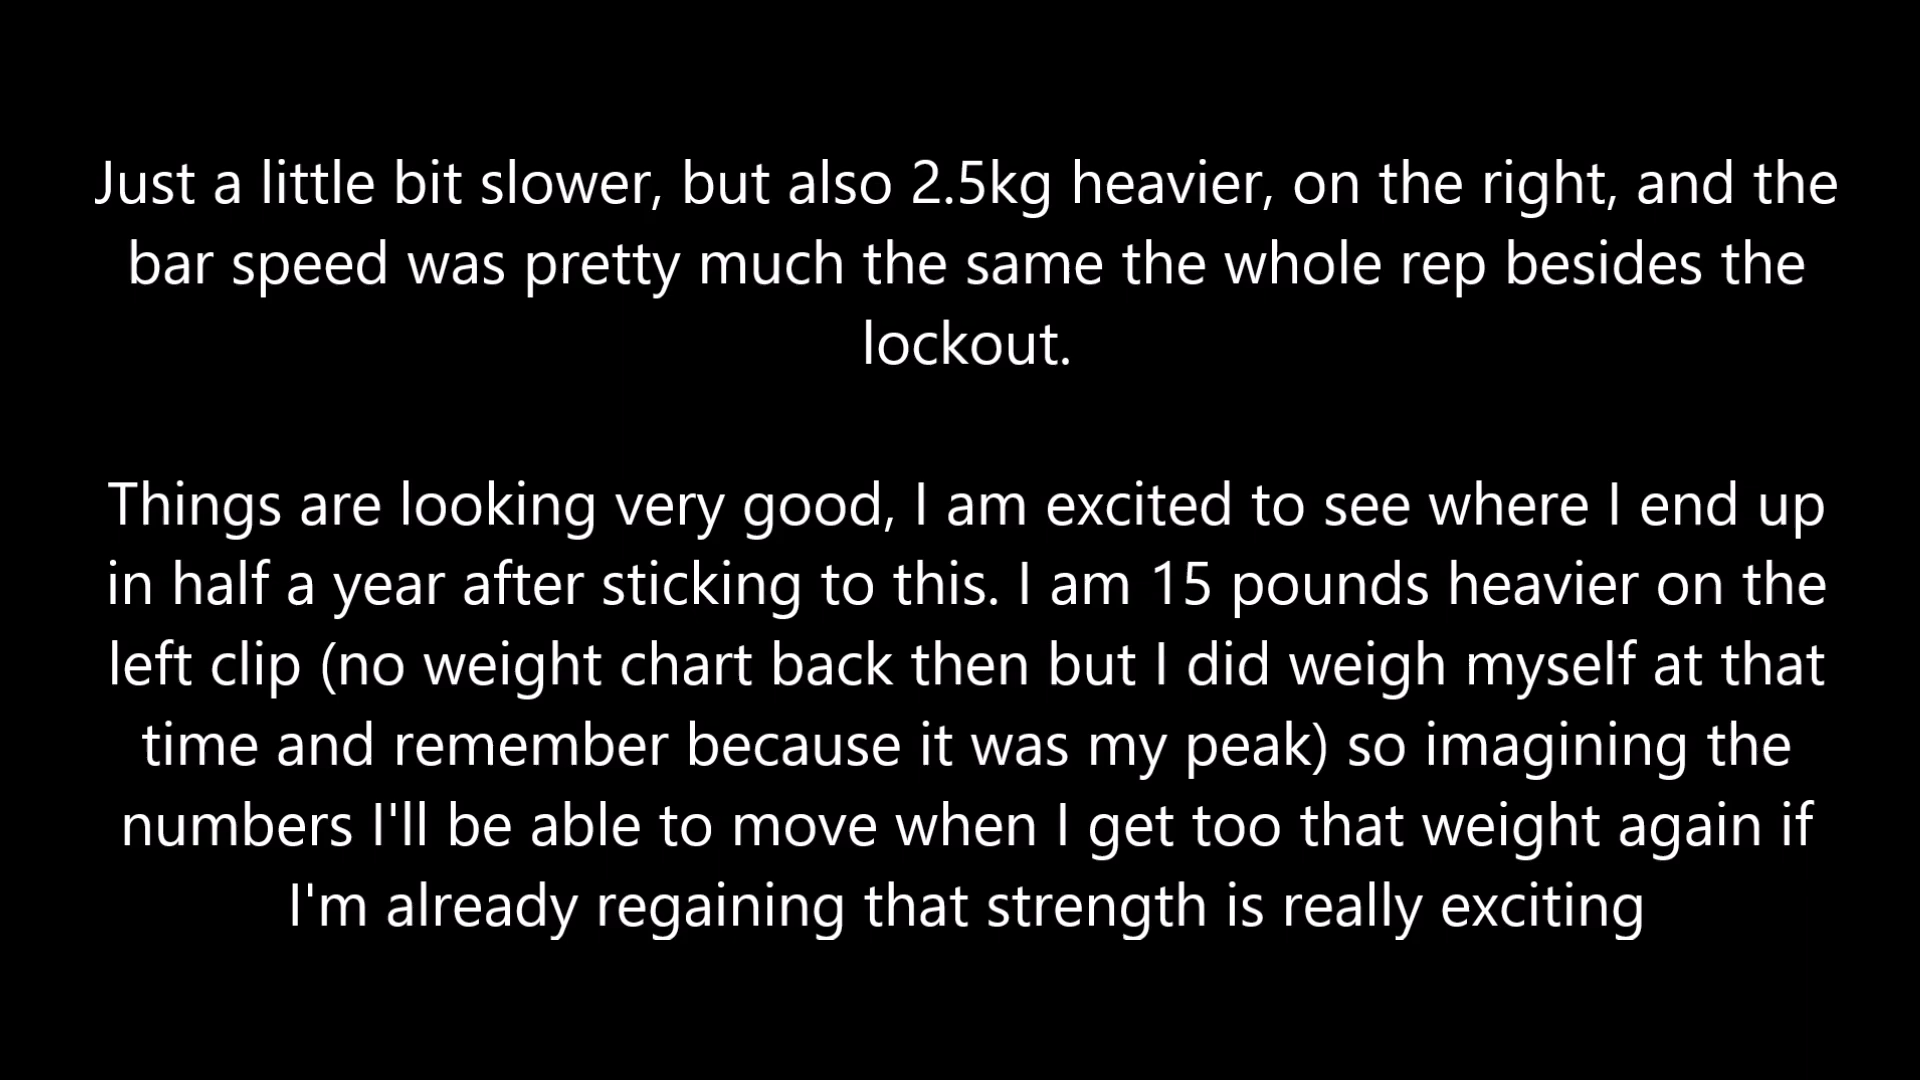 Just a little bit slower, but also 2.5kg heavier, on the right, and the
bar speed was pretty much the same the whole rep besides the
lockout.
Things are looking very good, I am excited to see where I end up
in half a year after sticking to this. I am 15 pounds heavier on the
left clip (no weight chart back then but I did weigh myself at that
time and remember because it was my peak) so imagining the
numbers I'll be able to move when I get too that weight again if
I'm already regaining that strength is really exciting